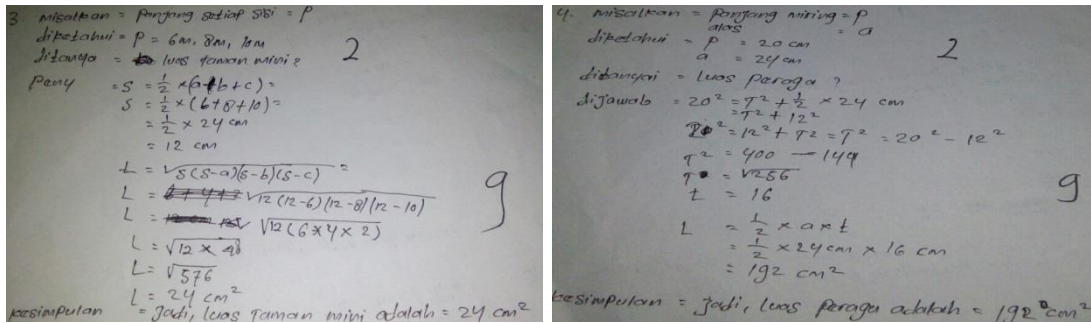 3. misalkan = Panjang setiap sisi = P
diketahui = P = 6m, 8m, 10m
ditanya = luas taman mini?
2
Peny = S = 1/2 × (a+b+c) =
S = 1/2 × (6+8+10) =
= 1/2 × 24 cm
= 12 cm
L = √s(s-a)(s-b)(s-c) =
L = √12(12-6)(12-8)(12-10)
L = √12(6×4×2)
9
L = √12 × 48
L = √576
L = 24 cm²
kesimpulan = jadi, luas taman mini adalah = 24 cm²
4. misalkan = Panjang miring = P
alas = a
diketahui = P = 20 cm
a = 24 cm
2
ditanyai = luas Peraga?
dijawab = 20² = T² + 1/2 × 24 cm
= T² + 12²
20² = 12² + T² = T² = 20² - 12²
T² = 400 - 144
T = √256
t = 16
9
L = 1/2 × a × t
= 1/2 × 24 cm × 16 cm
= 192 cm²
kesimpulan = jadi, luas peraga adalah = 192 cm²